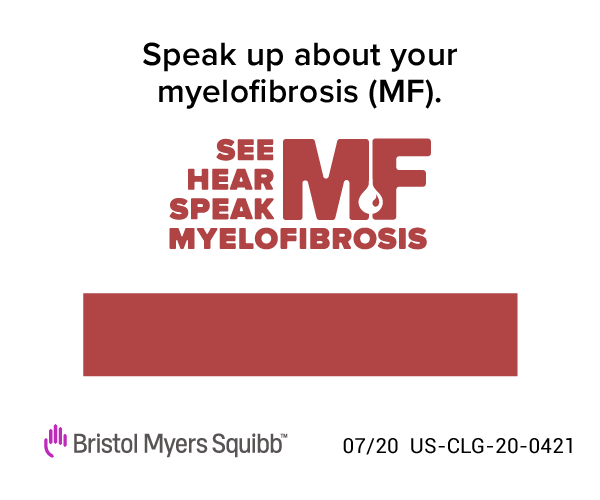 Speak up about your
myelofibrosis (MF).
SEE
HEAR
SPEAK
MF
MYELOFIBROSIS
Bristol Myers Squibb™
07/20 US-CLG-20-0421